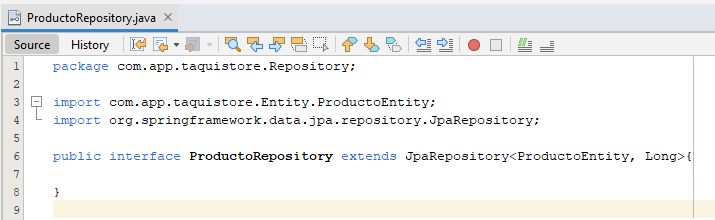 ProductoRepository.java
Source History
1 package com.app.taquistore.Repository;
2
3 import com.app.taquistore.Entity.ProductoEntity;
4 import org.springframework.data.jpa.repository.JpaRepository;
5
6 public interface ProductoRepository extends JpaRepository<ProductoEntity, Long>{
7
8 }
9